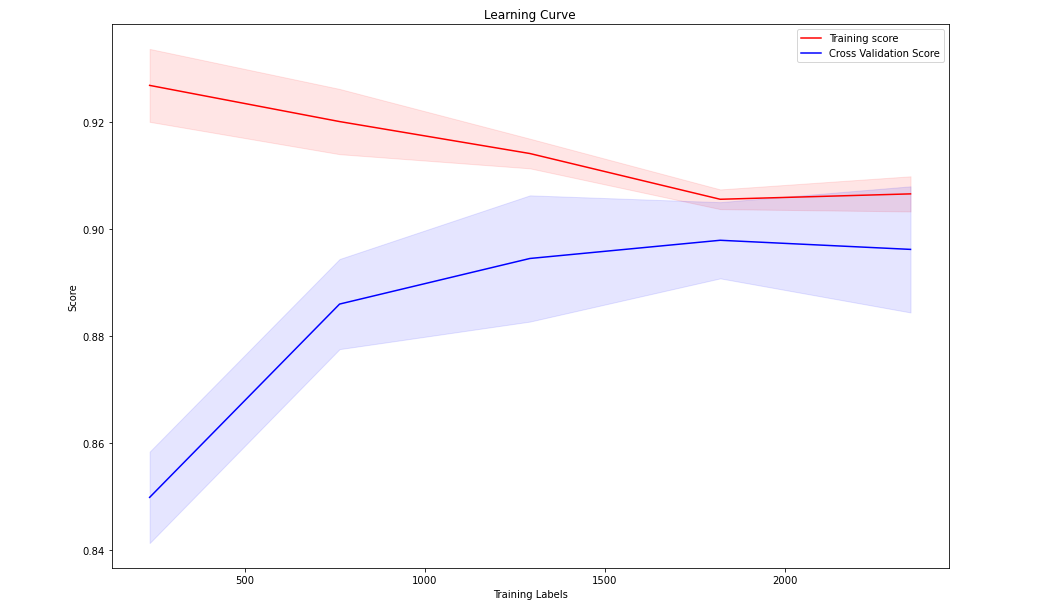 Learning Curve
Training score
Cross Validation Score
0.92
0.90
0.88
0.86
0.84
Score
500
1000
1500
2000
Training Labels